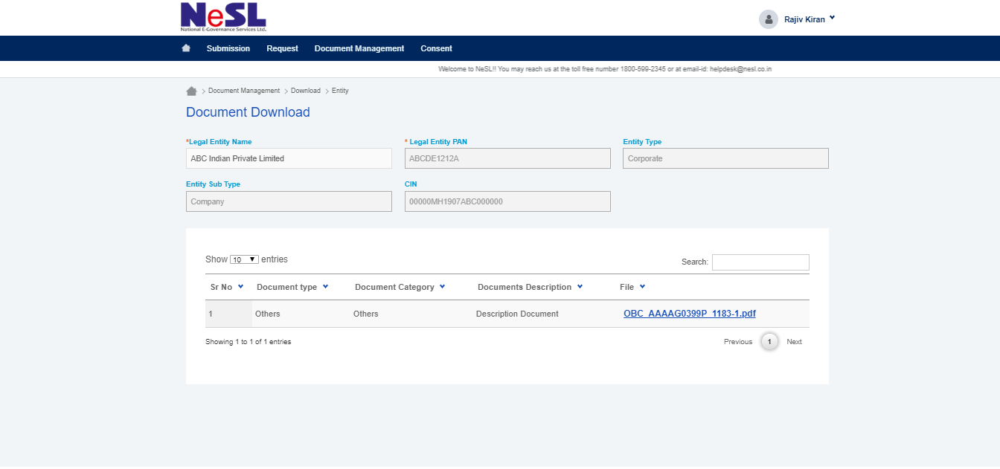 NeSL
National E-Governance Services Ltd.
Rajiv Kiran
Submission Request Document Management Consent
Welcome to NeSL!! You may reach us at the toll free number 1800-599-2345 or at email-id: helpdesk@nesl.co.in
Document Management > Download > Entity
Document Download
*Legal Entity Name * Legal Entity PAN Entity Type
ABC Indian Private Limited ABCDE1212A Corporate
Entity Sub Type CIN
Company 00000MH1907ABC000000
Show 10 entries Search:
Sr No Document type Document Category Documents Description File
1 Others Others Description Document OBC_AAAAG0399P_1183-1.pdf
Showing 1 to 1 of 1 entries Previous 1 Next